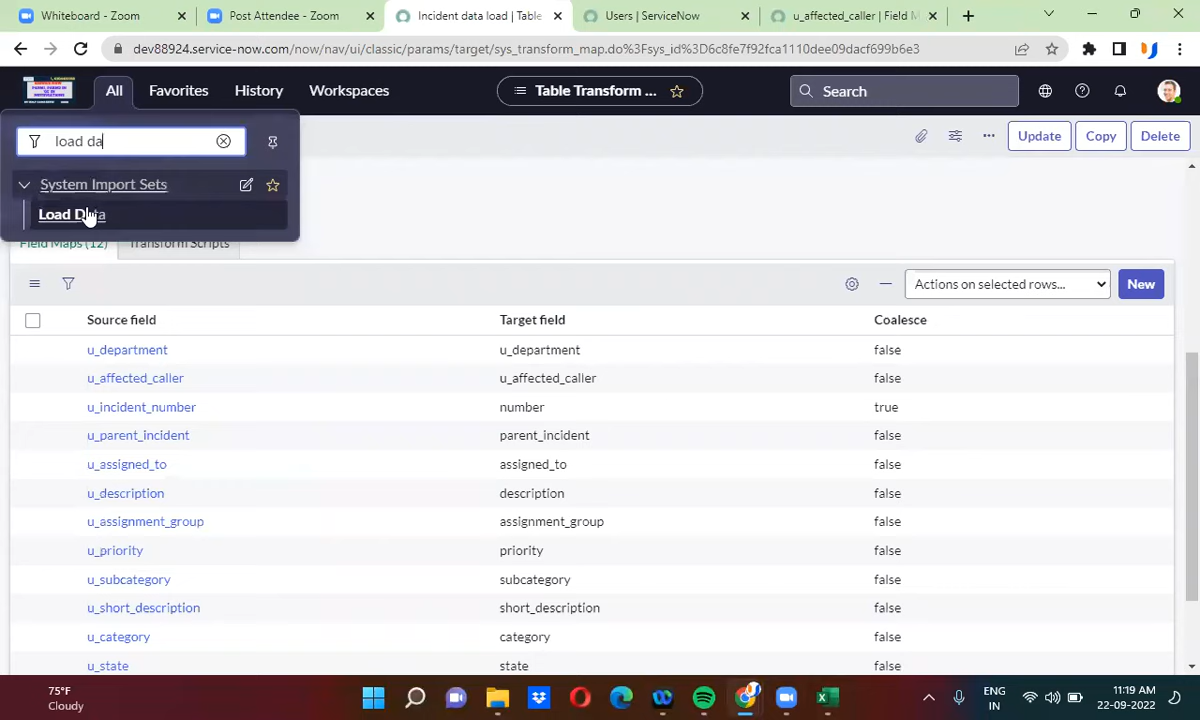 Whiteboard - Zoom
Post Attendee - Zoom
Incident data load | Table
Users | ServiceNow
u_affected_caller | Field M
dev88924.service-now.com/now/nav/ui/classic/params/target/sys_transform_map.do%3Fsys_id%3D6c8fe7f92fca1110dee09dacf699b6e3
All
Favorites
History
Workspaces
Table Transform ...
Search
load da
Update
Copy
Delete
System Import Sets
Load Data
Field Maps (12)
Transform Scripts
Actions on selected rows...
New
Source field
Target field
Coalesce
u_department
u_department
false
u_affected_caller
u_affected_caller
false
u_incident_number
number
true
u_parent_incident
parent_incident
false
u_assigned_to
assigned_to
false
u_description
description
false
u_assignment_group
assignment_group
false
u_priority
priority
false
u_subcategory
subcategory
false
u_short_description
short_description
false
u_category
category
false
u_state
state
false
75°F
Cloudy
ENG
IN
11:19 AM
22-09-2022